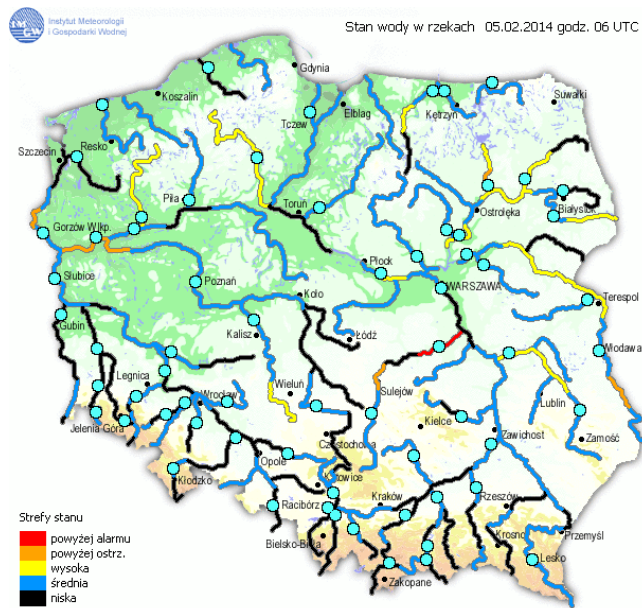 IMGW
Instytut Meteorologii
i Gospodarki Wodnej
Stan wody w rzekach 05.02.2014 godz. 06 UTC
Gdynia
Koszalin
Suwałki
Elbląg
Kętrzyn
Tczew
Resko
Szczecin
Piła
Toruń
Ostrołęka
Białystok
Gorzów Wlkp.
Płock
Słubice
Poznań
Koło
WARSZAWA
Terespol
Gubin
Kalisz
Łódź
Włodawa
Legnica
Wieluń
Sulejów
Wrocław
Lublin
Jelenia Góra
Kielce
Zawichost
Zamość
Częstochowa
Opole
Kłodzko
Katowice
Racibórz
Kraków
Rzeszów
Bielsko-Biała
Krosno
Przemyśl
Lesko
Zakopane
Strefy stanu
powyżej alarmu
powyżej ostrz.
wysoka
średnia
niska